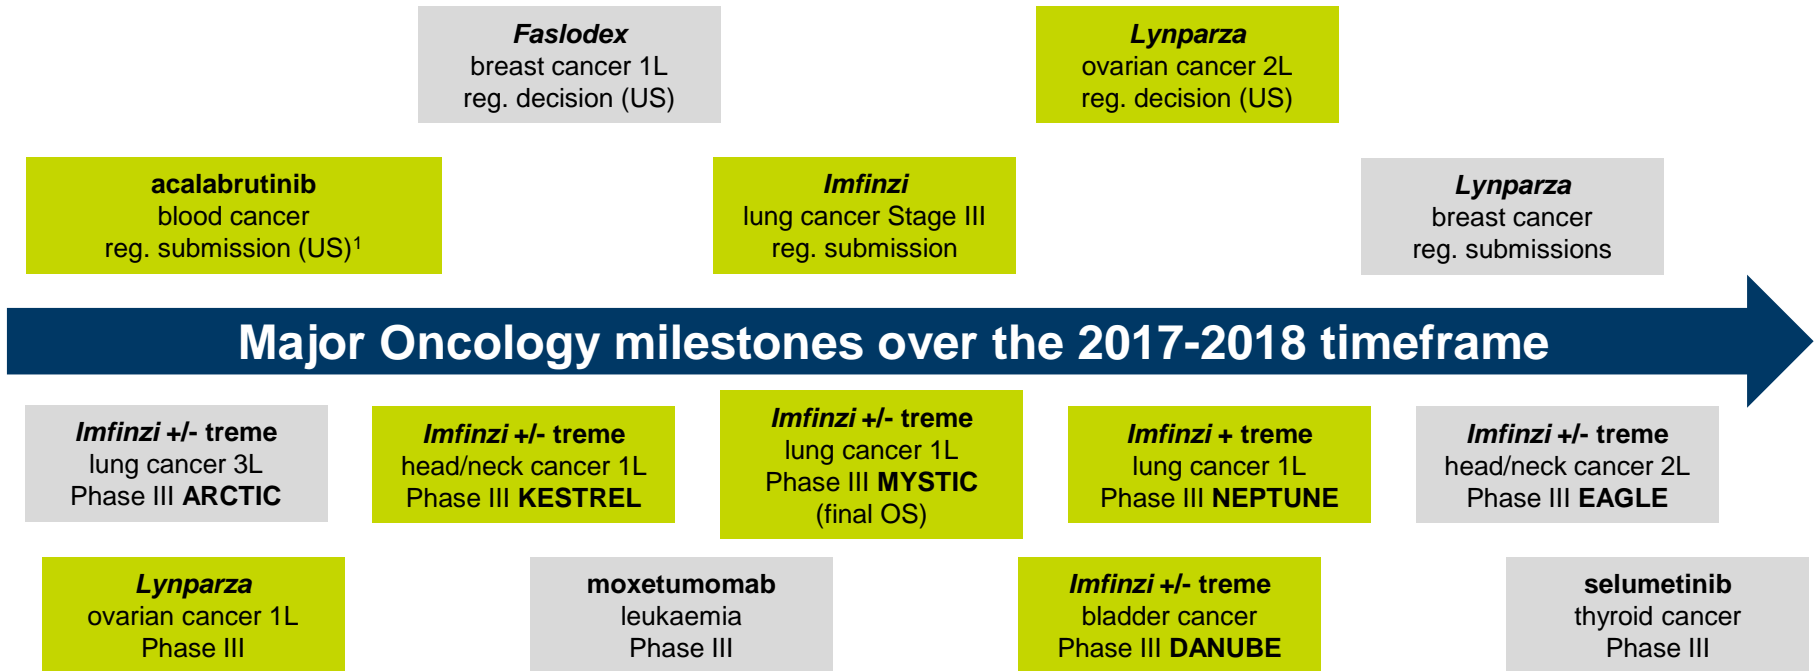 Faslodex
breast cancer 1L
reg. decision (US)
Lynparza
ovarian cancer 2L
reg. decision (US)
acalabrutinib
blood cancer
reg. submission (US)¹
Imfinzi
lung cancer Stage III
reg. submission
Lynparza
breast cancer
reg. submissions
Major Oncology milestones over the 2017-2018 timeframe
Imfinzi +/- treme
lung cancer 3L
Phase III ARCTIC
Imfinzi +/- treme
head/neck cancer 1L
Phase III KESTREL
Imfinzi +/- treme
lung cancer 1L
Phase III MYSTIC
(final OS)
Imfinzi + treme
lung cancer 1L
Phase III NEPTUNE
Imfinzi +/- treme
head/neck cancer 2L
Phase III EAGLE
Lynparza
ovarian cancer 1L
Phase III
moxetumomab
leukaemia
Phase III
Imfinzi +/- treme
bladder cancer
Phase III DANUBE
selumetinib
thyroid cancer
Phase III